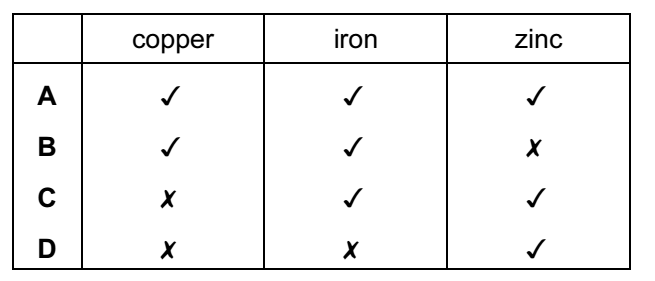 copper iron zinc
A ✓ ✓ ✓
B ✓ ✓ ✗
C ✗ ✓ ✓
D ✗ ✗ ✓